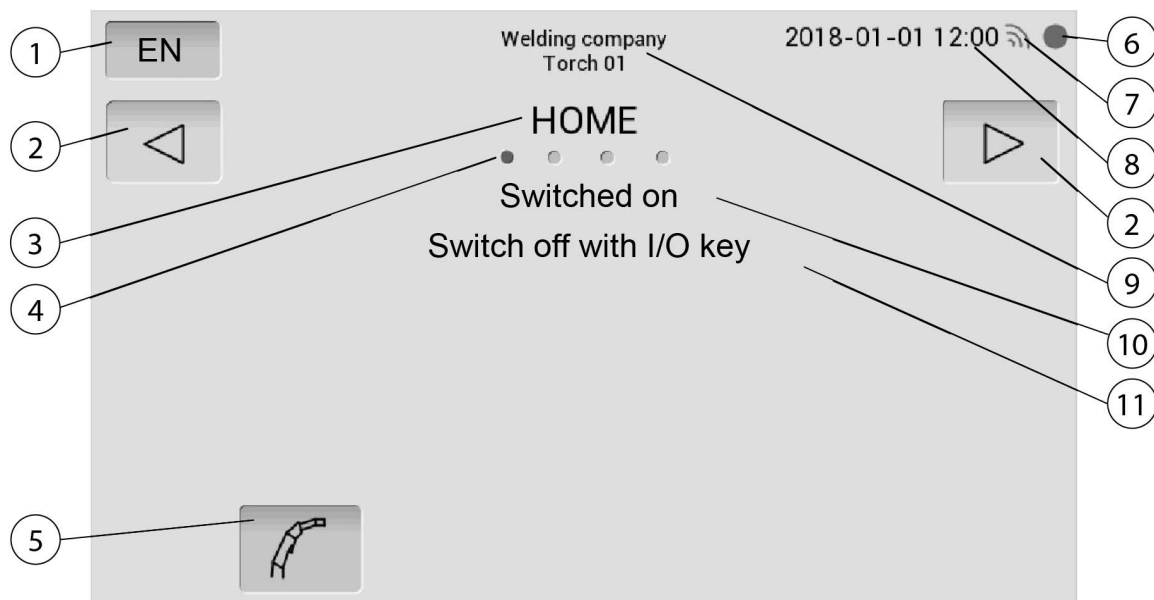 1
EN
Welding company
Torch 01
2018-01-01 12:00
6
7
2
HOME
8
2
3
Switched on
Switch off with I/O key
4
9
10
11
5